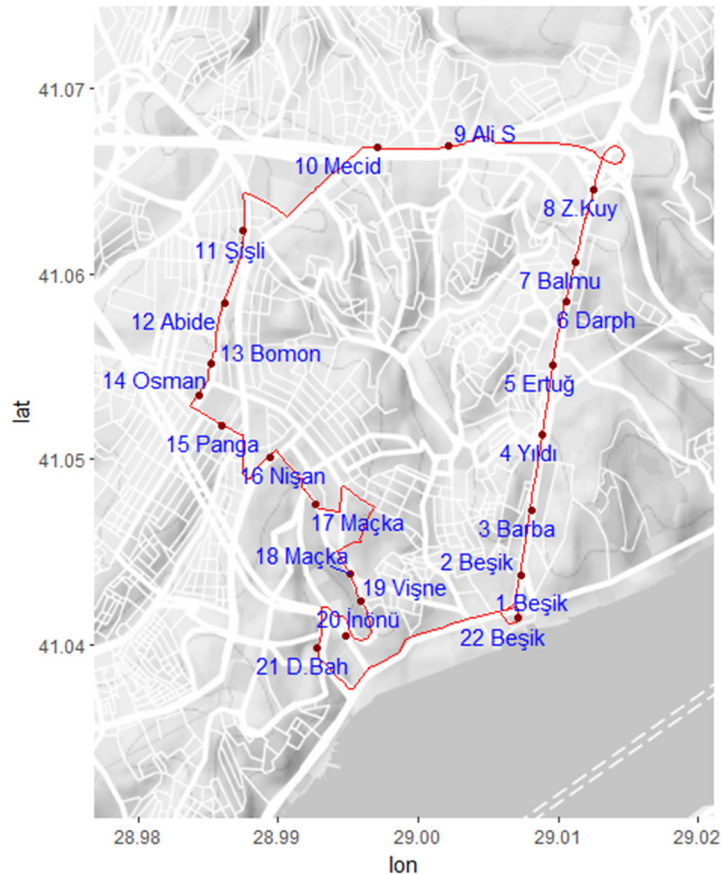 41.07
9 Ali S
10 Mecid
8 Z.Kuy
11 Şişli
41.06
7 Balmu
12 Abide
6 Darph
13 Bomon
14 Osman
5 Ertuğ
lat
15 Panga
4 Yıldı
41.05
16 Nişan
17 Maçka
3 Barba
18 Maçka
2 Beşik
19 Vişne
1 Beşik
20 İnönü
22 Beşik
41.04
21 D.Bah
28.98
28.99
29.00
29.01
29.02
lon